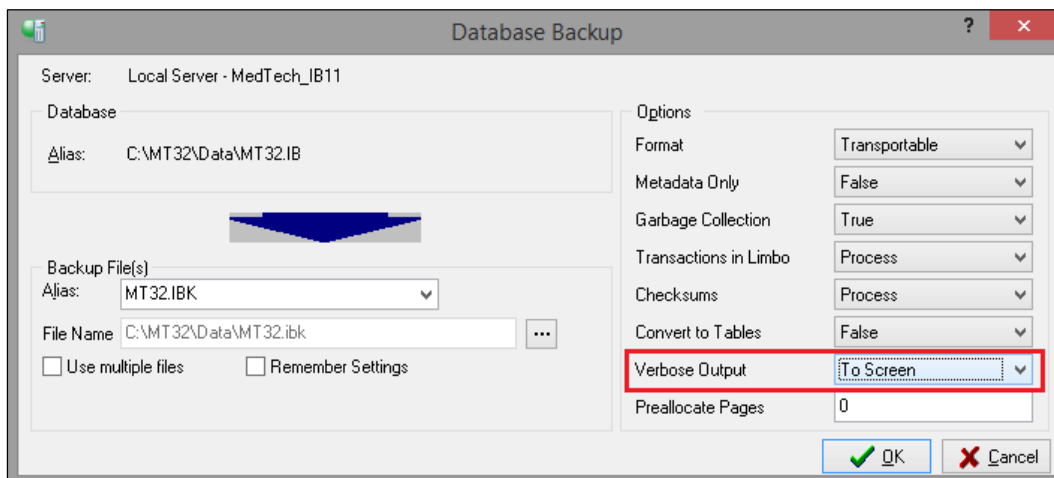 Database Backup
?
Server: Local Server - MedTech_IB11
Database
Alias: C:\MT32\Data\MT32.IB
Backup File(s)
Alias: MT32.IBK
File Name C:\MT32\Data\MT32.ibk ...
Use multiple files Remember Settings
Options
Format Transportable
Metadata Only False
Garbage Collection True
Transactions in Limbo Process
Checksums Process
Convert to Tables False
Verbose Output To Screen
Preallocate Pages 0
OK Cancel